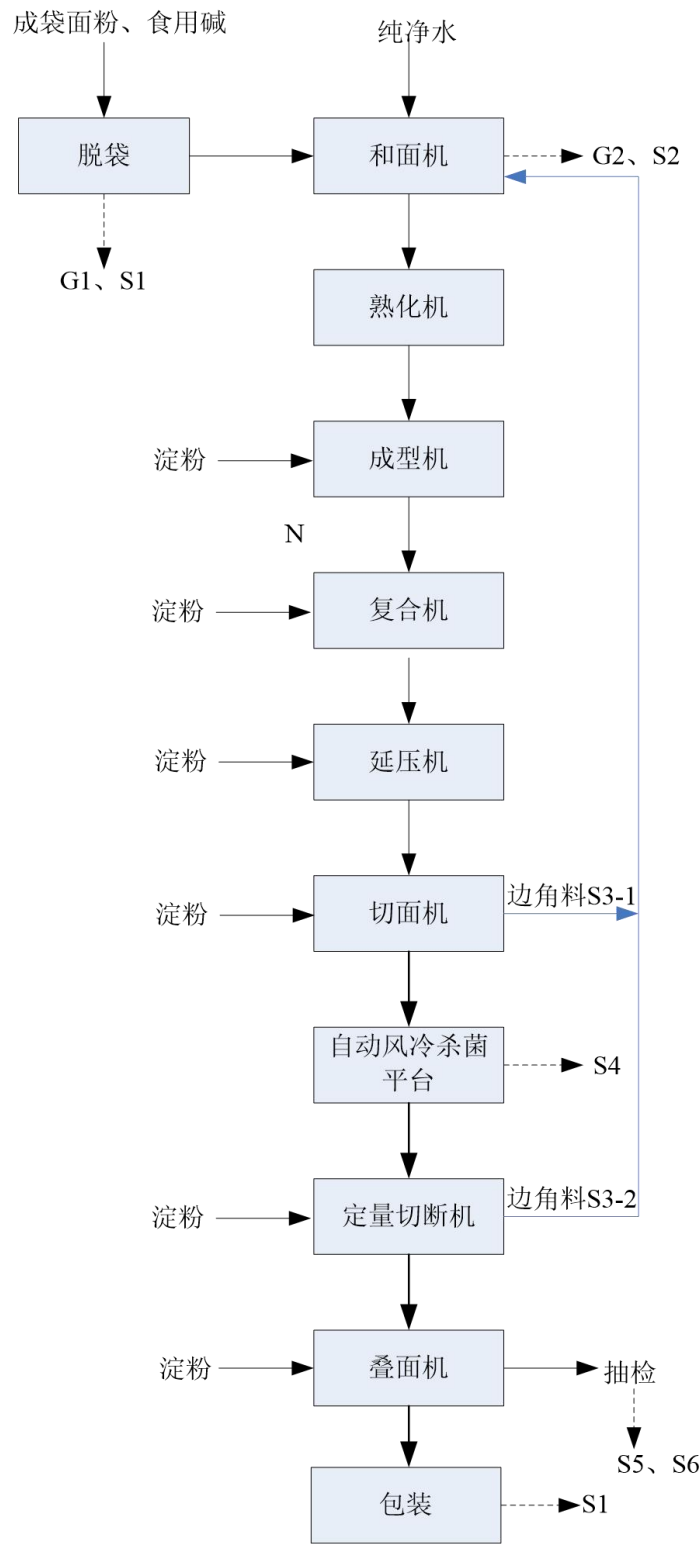 成袋面粉、食用碱
纯净水
脱袋
和面机
G2、S2
G1、S1
熟化机
淀粉
成型机
N
淀粉
复合机
淀粉
延压机
淀粉
切面机
边角料S3-1
自动风冷杀菌
平台
S4
淀粉
定量切断机
边角料S3-2
淀粉
叠面机
抽检
S5、S6
包装
S1